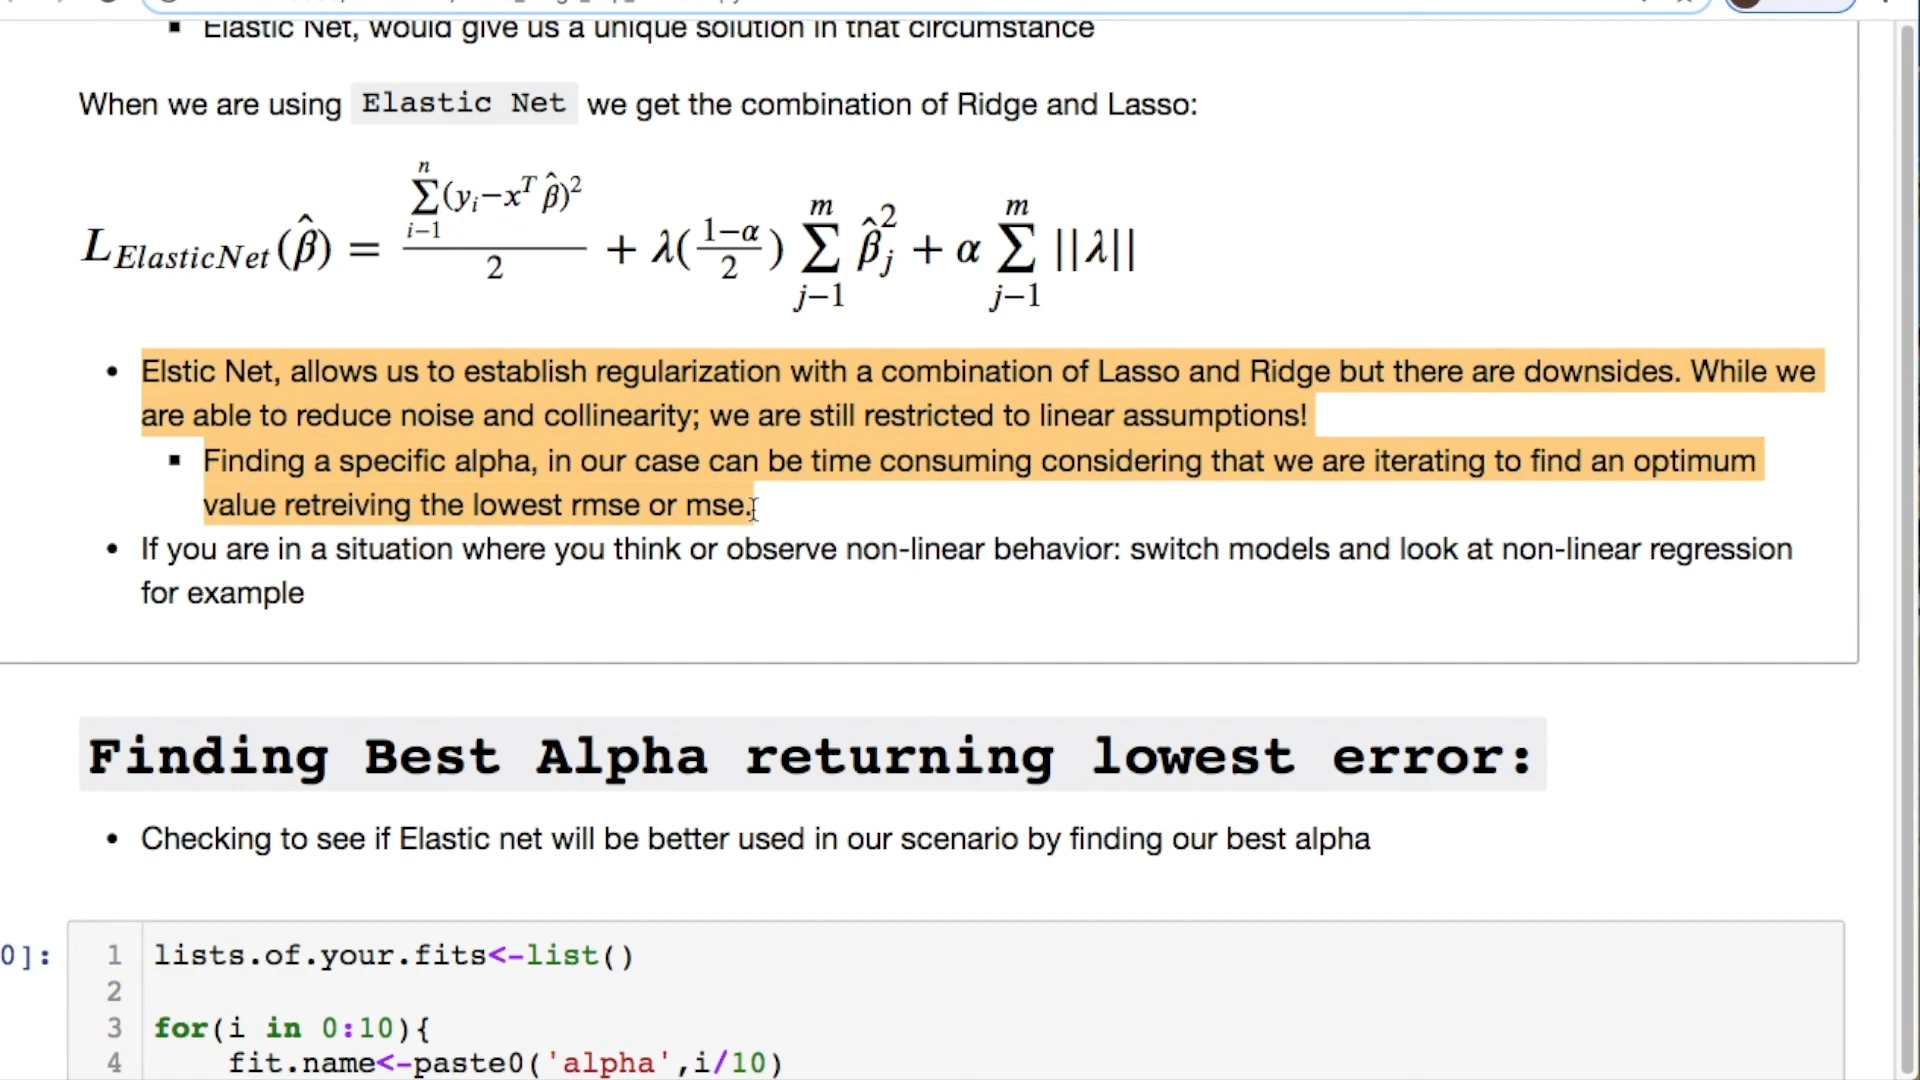 Elastic Net, would give us a unique solution in that circumstance
When we are using Elastic Net we get the combination of Ridge and Lasso:
L_{ElasticNet}(β̂) = \frac{\sum_{i-1}^{n}(y_i-x^T β̂)^2}{2} + λ(\frac{1-α}{2}) \sum_{j-1}^{m} β̂_j^2 + α \sum_{j-1}^{m} ||λ||
• Elstic Net, allows us to establish regularization with a combination of Lasso and Ridge but there are downsides. While we
are able to reduce noise and collinearity; we are still restricted to linear assumptions!
▪ Finding a specific alpha, in our case can be time consuming considering that we are iterating to find an optimum
value retreiving the lowest rmse or mse.
• If you are in a situation where you think or observe non-linear behavior: switch models and look at non-linear regression
for example
Finding Best Alpha returning lowest error:
• Checking to see if Elastic net will be better used in our scenario by finding our best alpha
0]: 1 lists.of.your.fits<-list()
2
3 for(i in 0:10){
4 fit.name<-paste0('alpha',i/10)